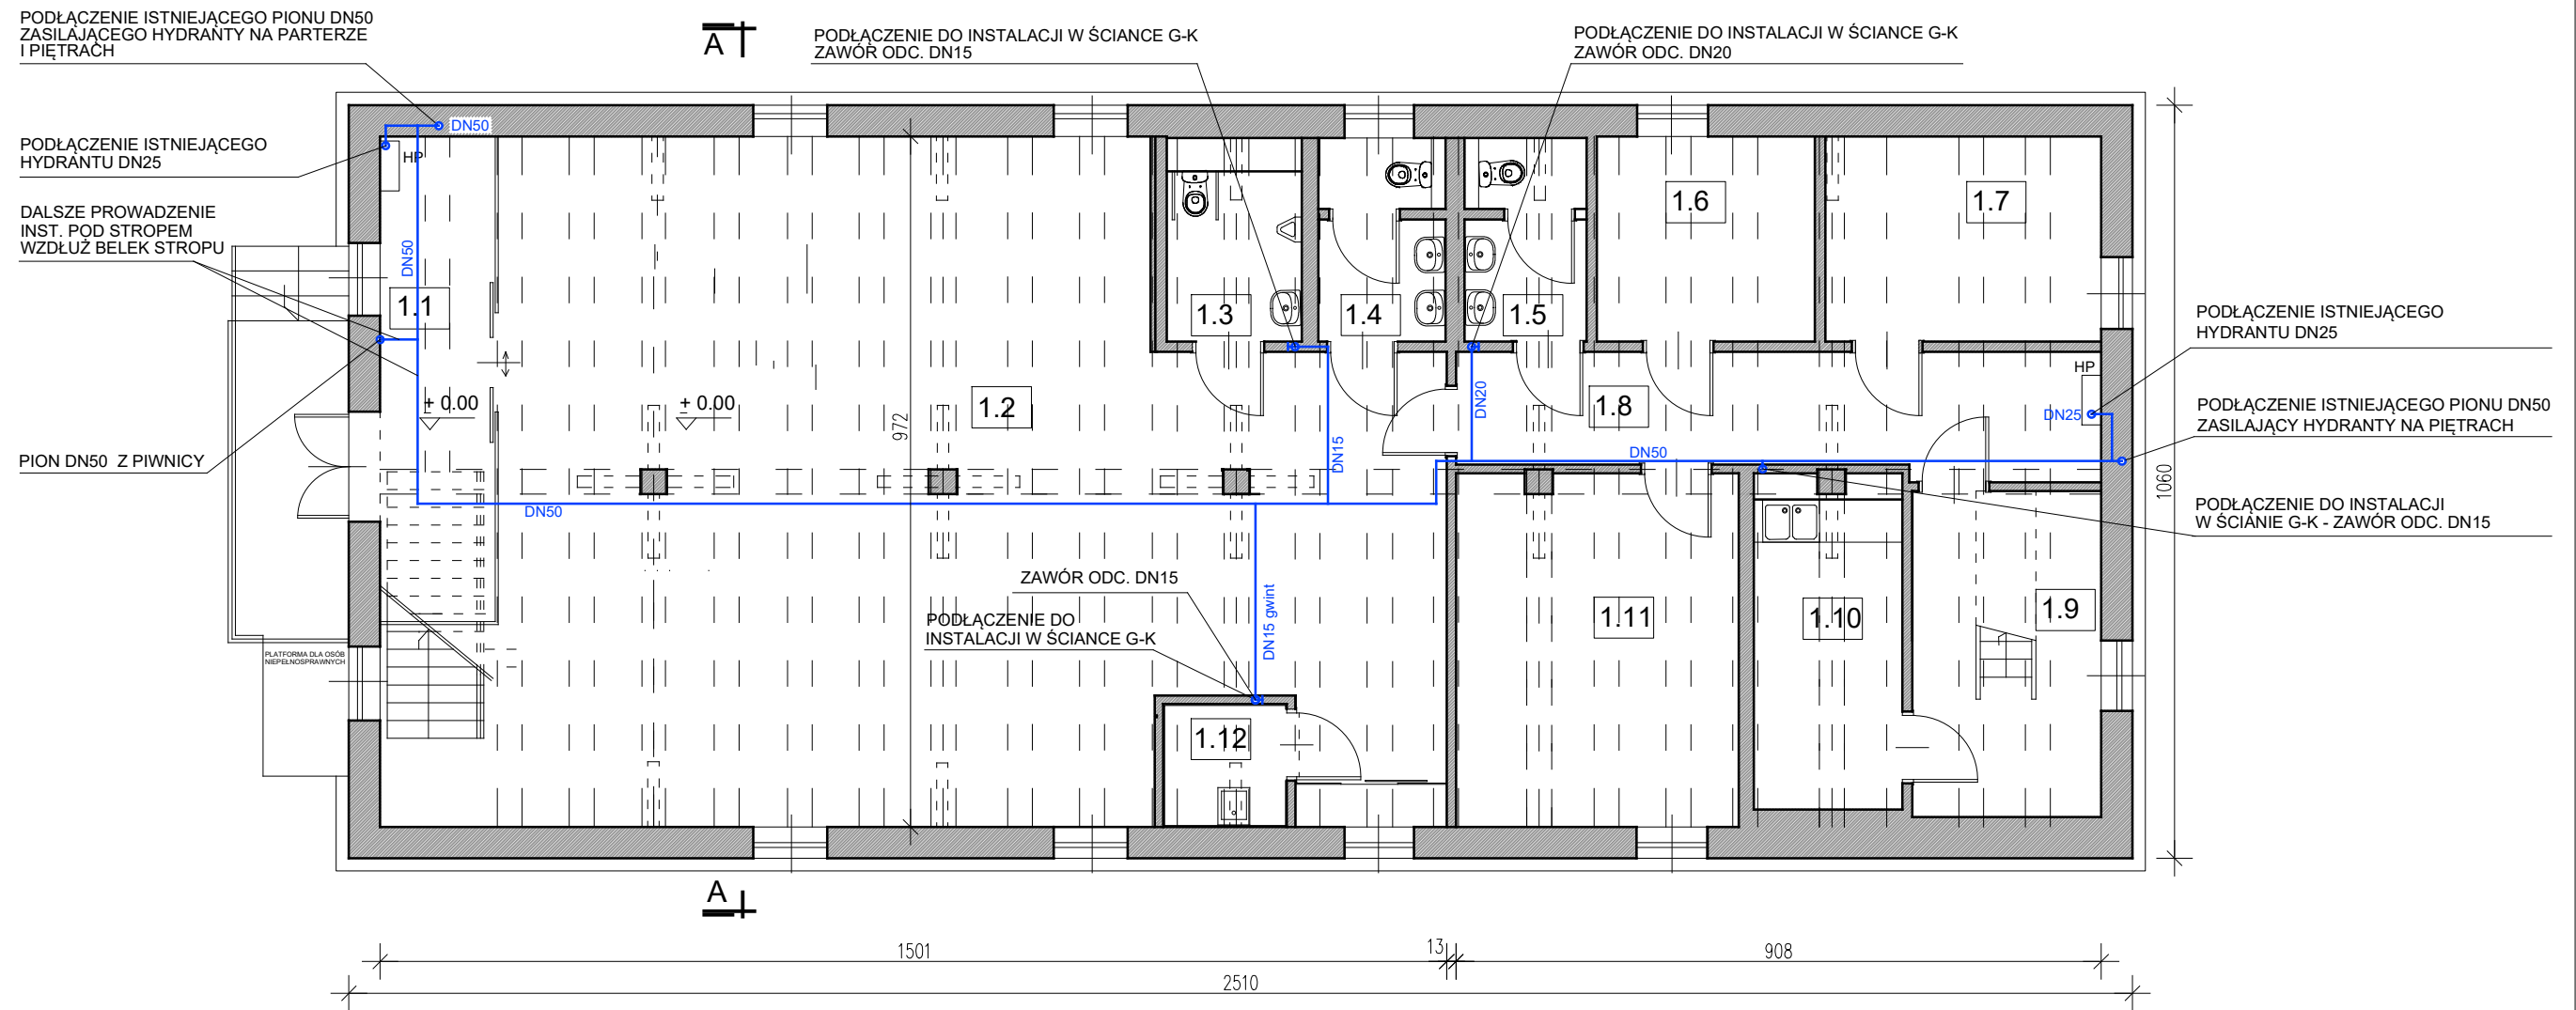 PODŁĄCZENIE ISTNIEJĄCEGO PIONU DN50
ZASILAJĄCEGO HYDRANTY NA PARTERZE
I PIĘTRACH
A
PODŁĄCZENIE DO INSTALACJI W ŚCIANCE G-K
ZAWÓR ODC. DN15
PODŁĄCZENIE DO INSTALACJI W ŚCIANCE G-K
ZAWÓR ODC. DN20
DN50
PODŁĄCZENIE ISTNIEJĄCEGO
HYDRANTU DN25
HP
DALSZE PROWADZENIE
INST. POD STROPEM
WZDŁUŻ BELEK STROPU
DN50
1.1
1.3
1.4
1.5
1.6
1.7
PODŁĄCZENIE ISTNIEJĄCEGO
HYDRANTU DN25
HP
+ 0.00
+ 0.00
972
1.2
DN20
1.8
DN25
PODŁĄCZENIE ISTNIEJĄCEGO PIONU DN50
ZASILAJĄCY HYDRANTY NA PIĘTRACH
PION DN50 Z PIWNICY
DN15
DN50
1060
DN50
PODŁĄCZENIE DO INSTALACJI
W ŚCIANIE G-K - ZAWÓR ODC. DN15
ZAWÓR ODC. DN15
PODŁĄCZENIE DO
INSTALACJI W ŚCIANCE G-K
DN15 gwint
1.11
1.10
1.9
PLATFORMA DLA OSÓB
NIEPEŁNOSPRAWNYCH
1.12
A
1501
13
908
2510